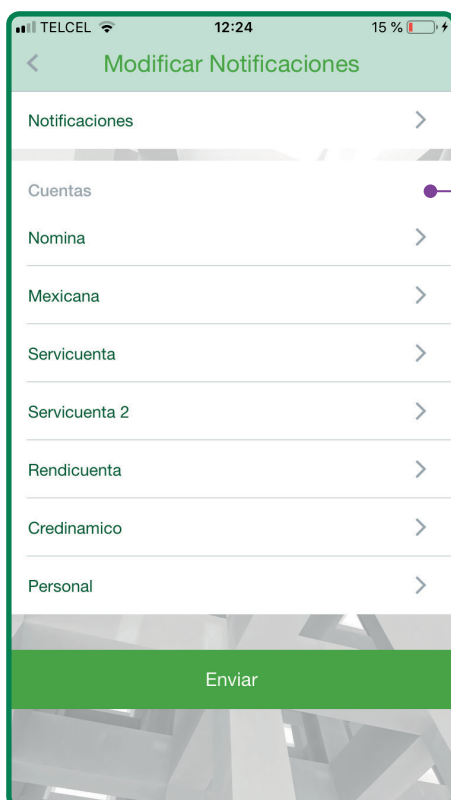 TELCEL 12:24 15 %
Modificar Notificaciones
Notificaciones
Cuentas
Nomina
Mexicana
Servicuenta
Servicuenta 2
Rendicuenta
Credinamico
Personal
Enviar